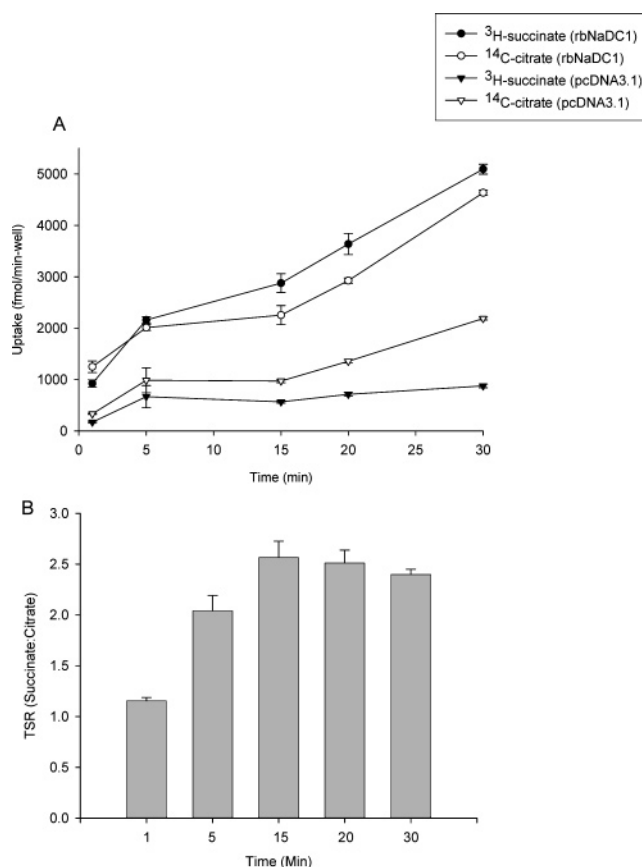 ³H-succinate (rbNaDC1)
¹⁴C-citrate (rbNaDC1)
³H-succinate (pcDNA3.1)
¹⁴C-citrate (pcDNA3.1)
A
5000
4000
3000
2000
1000
0
Uptake (fmol/min-well)
0 5 10 15 20 25 30
Time (min)
B
3.0
2.5
2.0
1.5
1.0
0.5
0.0
TSR (Succinate:Citrate)
1 5 15 20 30
Time (Min)